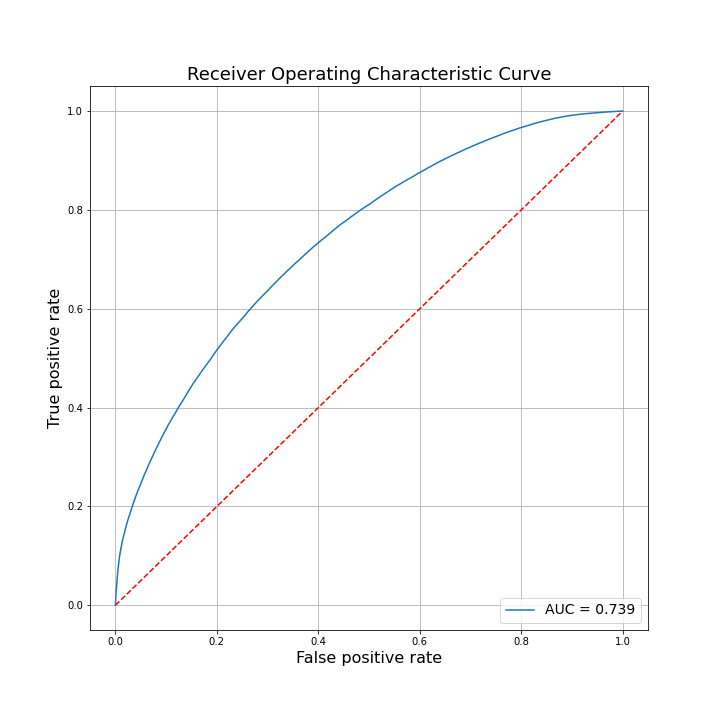 Receiver Operating Characteristic Curve
True positive rate
1.0
0.8
0.6
0.4
0.2
0.0
AUC = 0.739
0.0 0.2 0.4 0.6 0.8 1.0
False positive rate